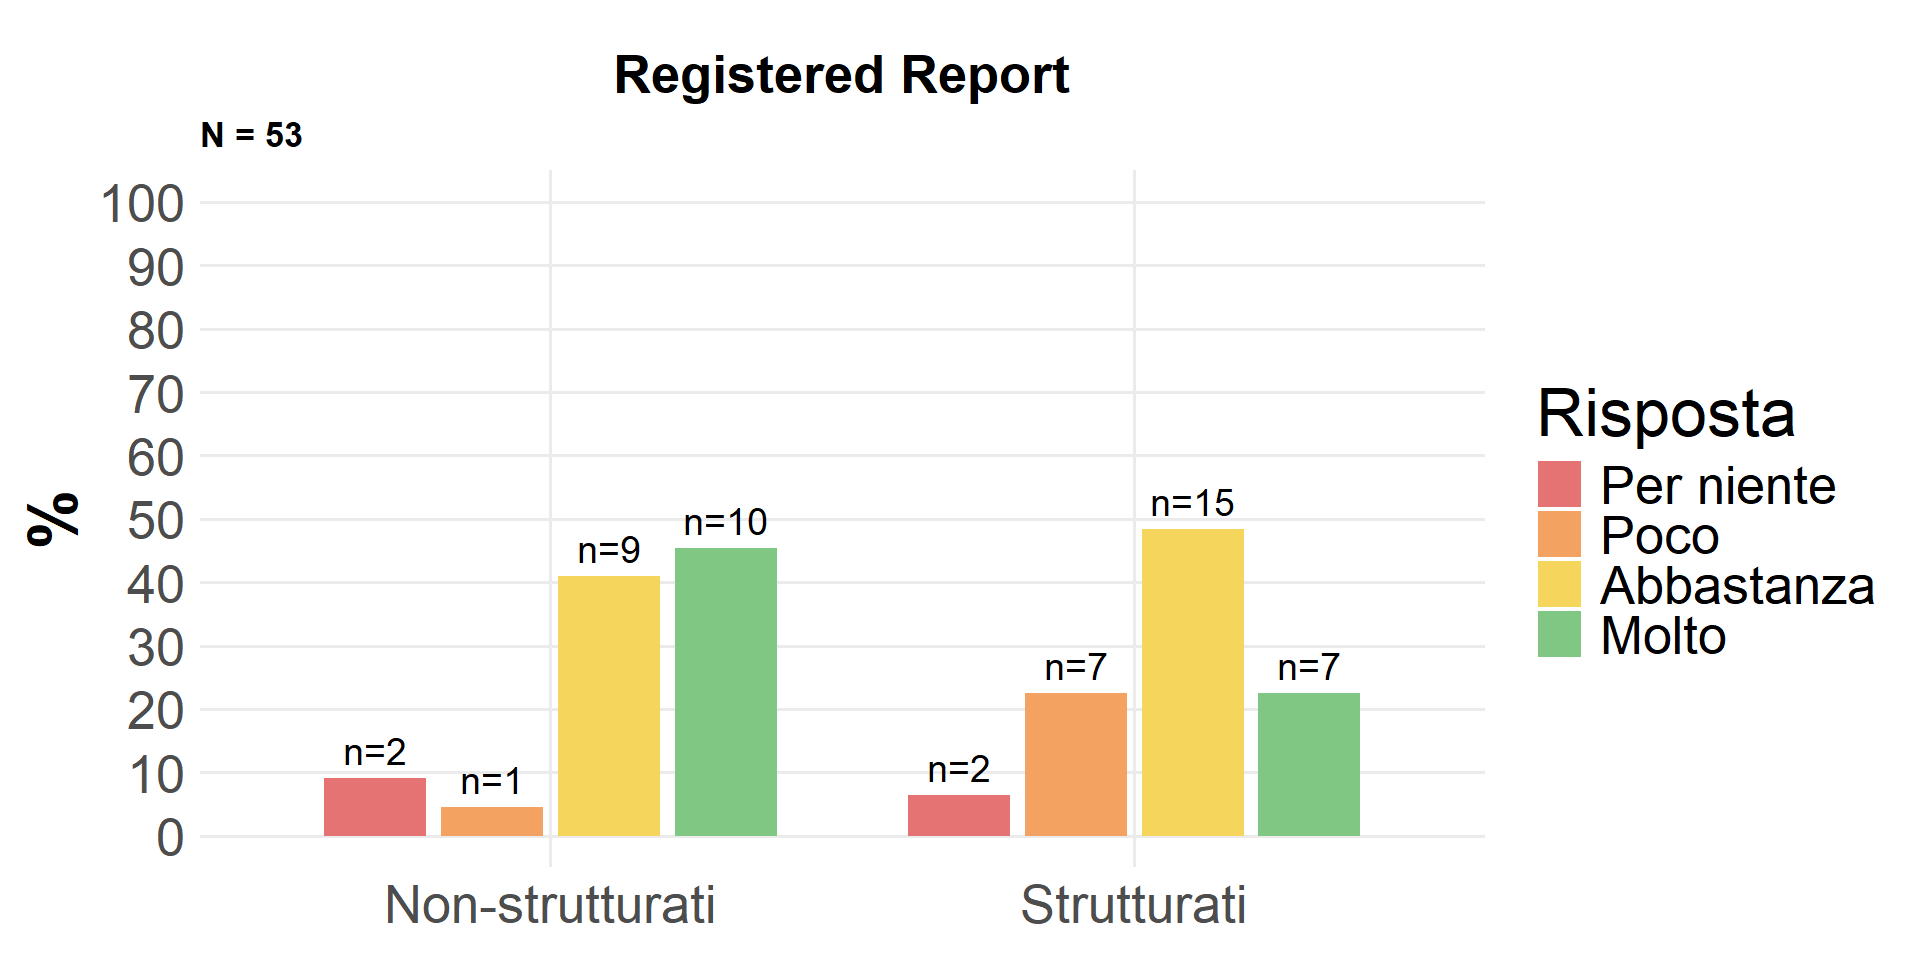 Registered Report
N = 53
100
90
80
70
60
50
40
30
20
10
0
%
n=2
n=1
n=9
n=10
n=2
n=7
n=15
n=7
Non-strutturati
Strutturati
Risposta
Per niente
Poco
Abbastanza
Molto